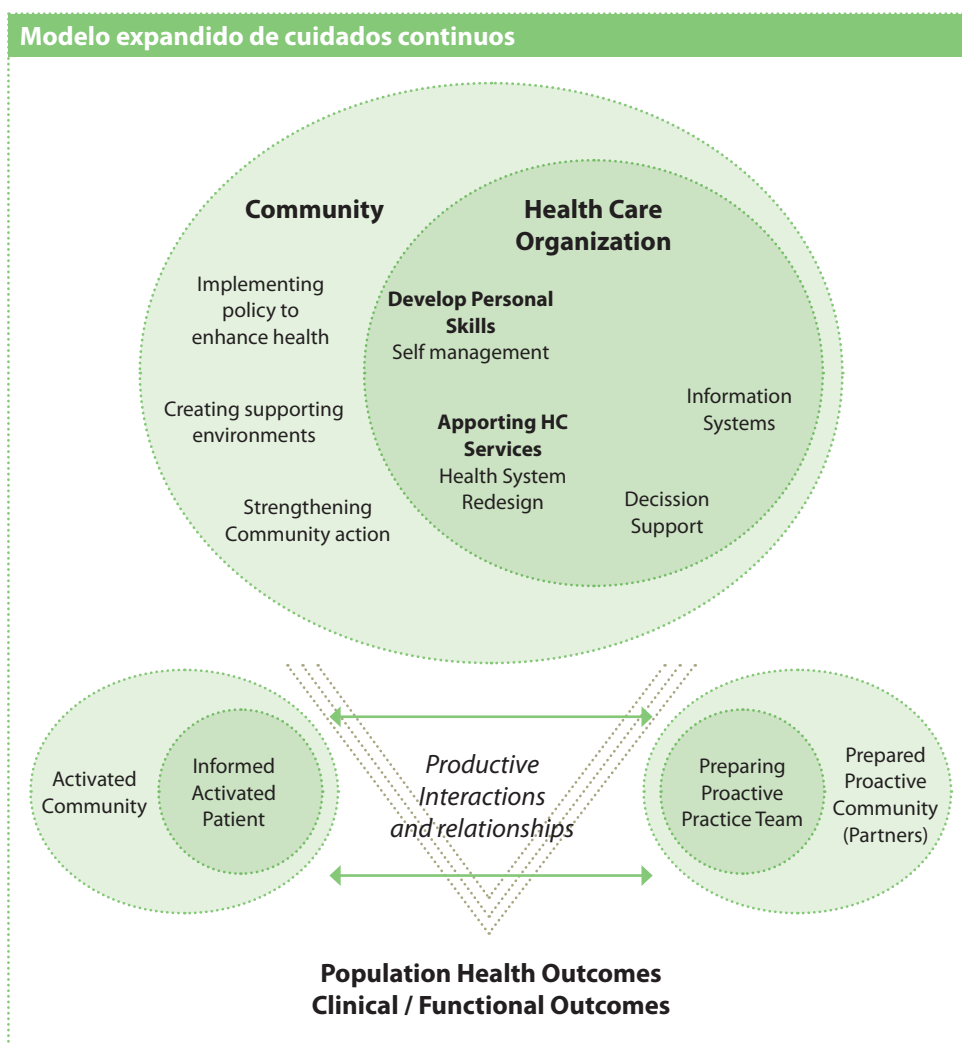 Modelo expandido de cuidados continuos
Community
Health Care
Organization
Implementing
policy to
enhance health
Creating supporting
environments
Strengthening
Community action
Develop Personal
Skills
Self management
Apporting HC
Services
Health System
Redesign
Information
Systems
Decission
Support
Activated
Community
Informed
Activated
Patient
Productive
Interactions
and relationships
Preparing
Proactive
Practice Team
Prepared
Proactive
Community
(Partners)
Population Health Outcomes
Clinical / Functional Outcomes